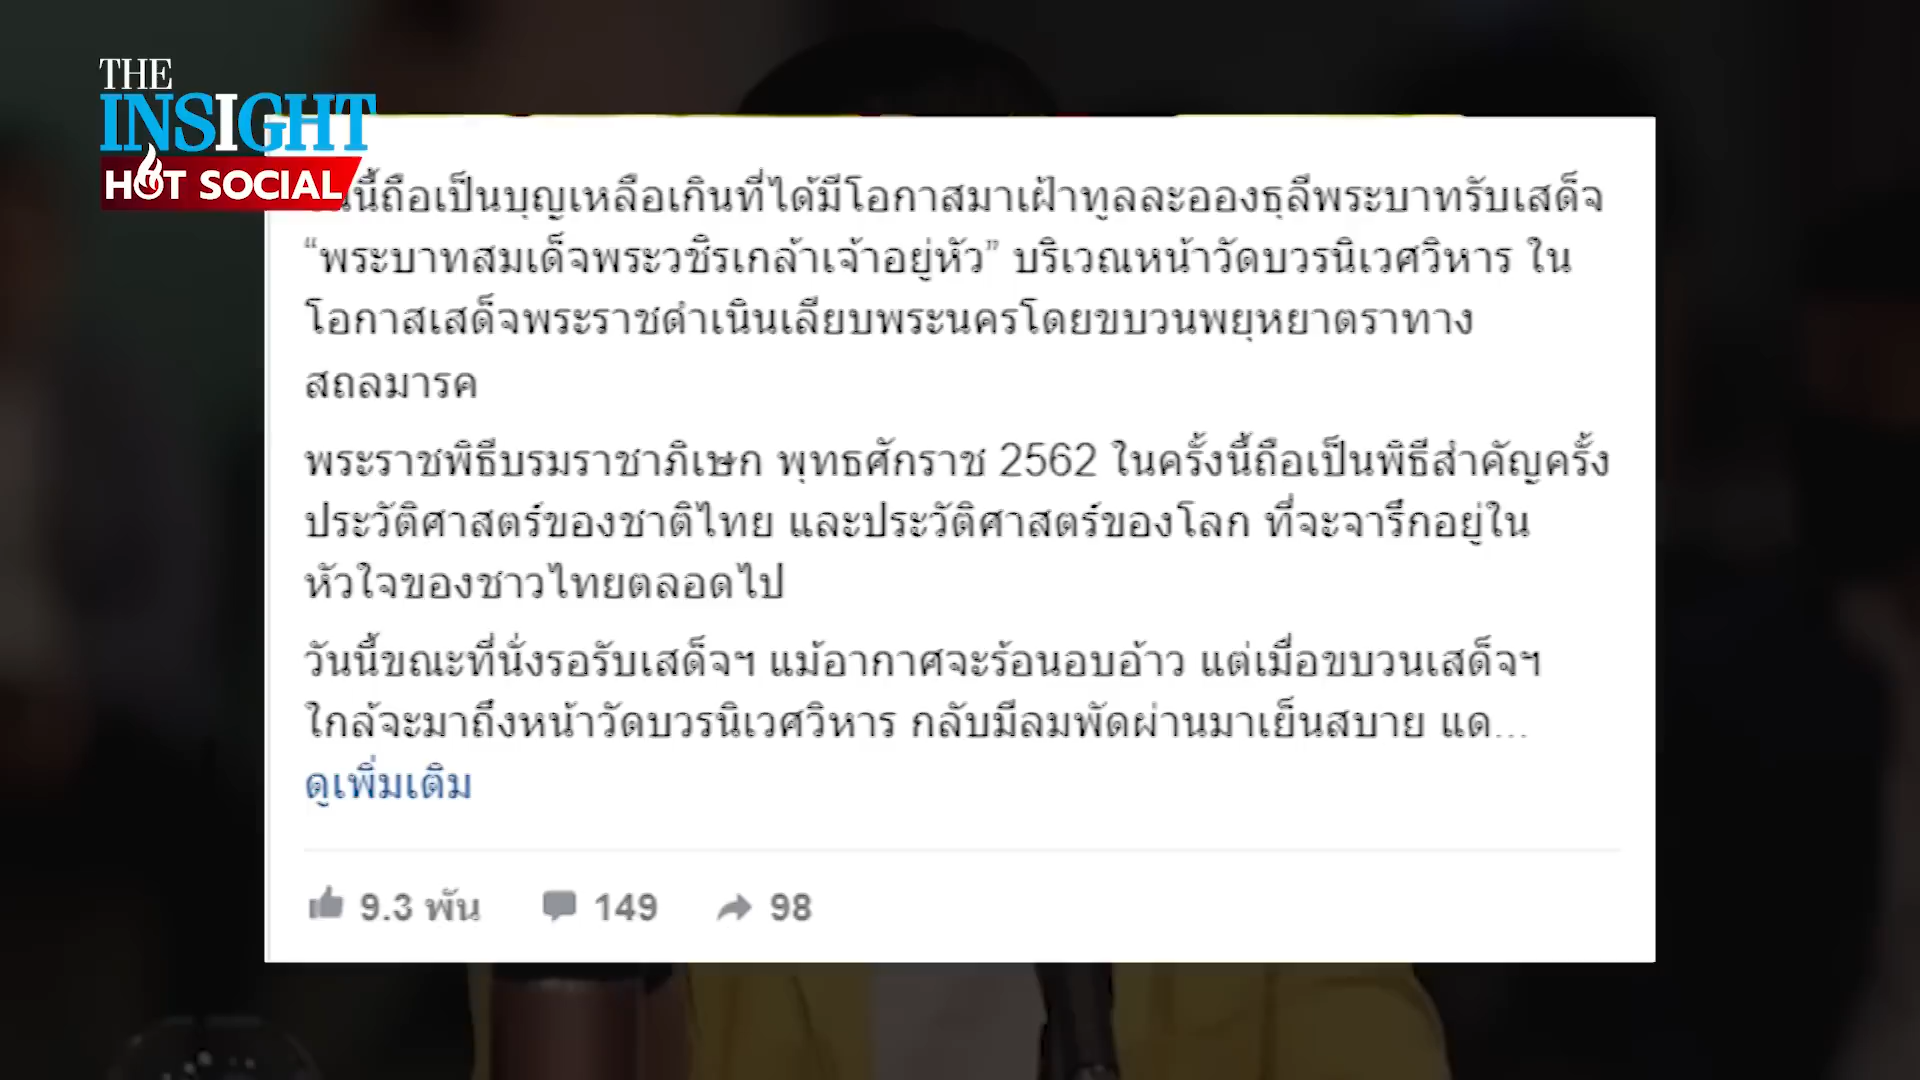 THE
INSIGHT
HOT SOCIAL
นี้ถือเป็นบุญเหลือเกินที่ได้มีโอกาสมาเฝ้าทูลละอองธุลีพระบาทรับเสด็จ
“พระบาทสมเด็จพระวชิรเกล้าเจ้าอยู่หัว” บริเวณหน้าวัดบวรนิเวศวิหาร ใน
โอกาสเสด็จพระราชดำเนินเลียบพระนครโดยขบวนพยุหยาตราทาง
สถลมารค
พระราชพิธีบรมราชาภิเษก พุทธศักราช 2562 ในครั้งนี้ถือเป็นพิธีสำคัญครั้ง
ประวัติศาสตร์ของชาติไทย และประวัติศาสตร์ของโลก ที่จะจารึกอยู่ใน
หัวใจของชาวไทยตลอดไป
วันนี้ขณะที่นั่งรอรับเสด็จฯ แม้อากาศจะร้อนอบอ้าว แต่เมื่อขบวนเสด็จฯ
ใกล้จะมาถึงหน้าวัดบวรนิเวศวิหาร กลับมีลมพัดผ่านมาเย็นสบาย แด...
ดูเพิ่มเติม
9.3 พัน 149 98